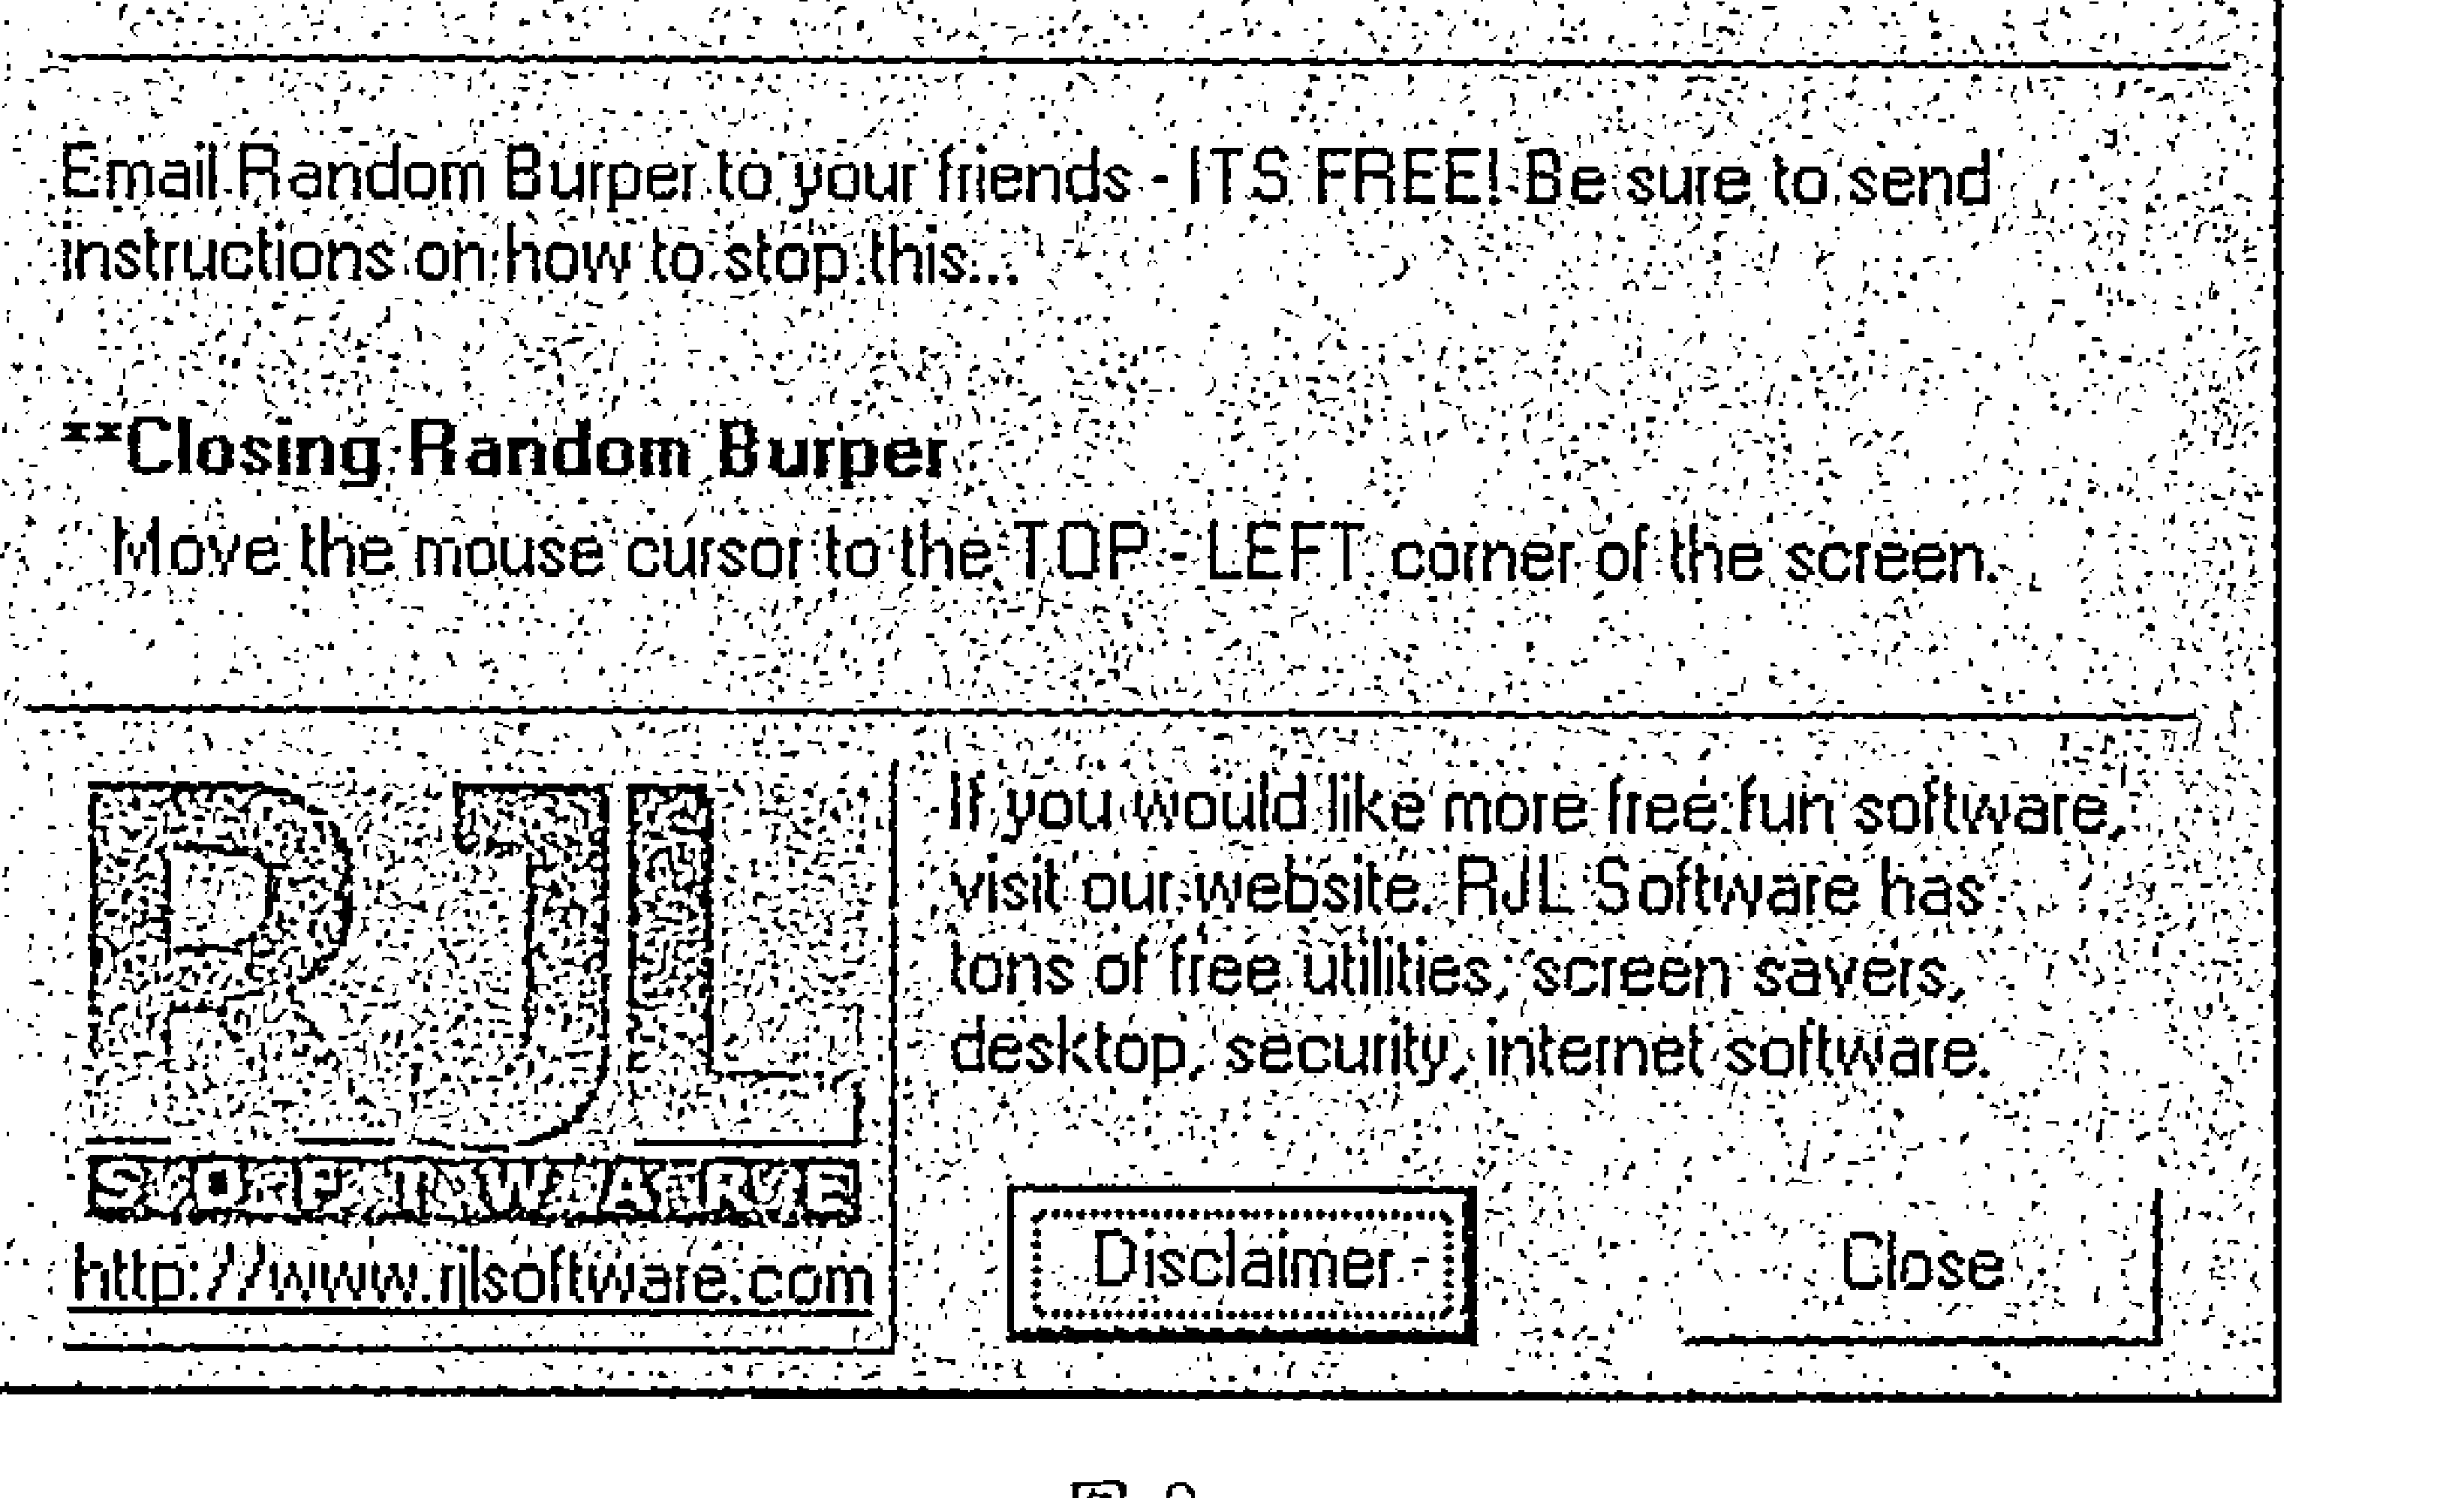 Email Random Burper to your friends - ITS FREE! Be sure to send
instructions on how to stop this...
**Closing Random Burper
Move the mouse cursor to the TOP - LEFT corner of the screen.
RJL
SOFTWARE
http://www.rjlsoftware.com
If you would like more free fun software,
visit our website. RJL Software has
tons of free utilities, screen savers,
desktop, security, internet software.
Disclaimer
Close